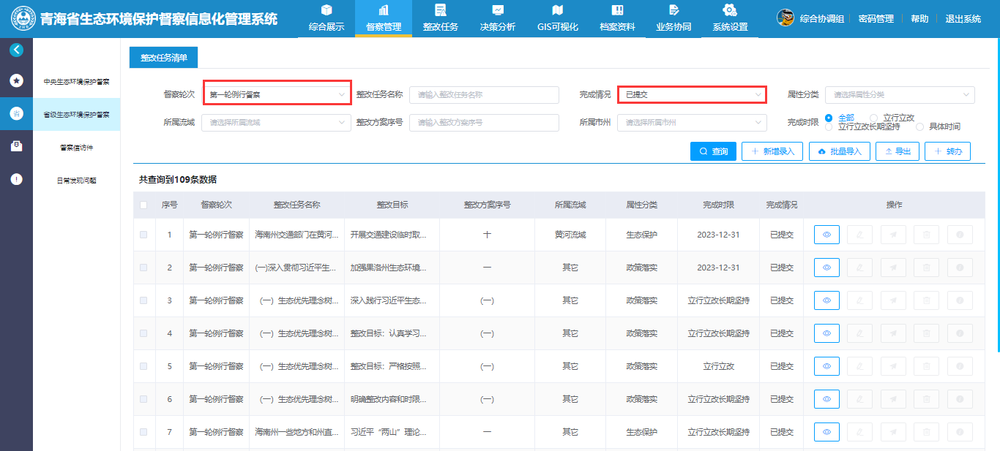 青海省生态环境保护督察信息化管理系统
综合展示 督察管理 整改任务 决策分析 GIS可视化 档案资料 业务协同 系统设置
综合协调组 密码管理 帮助 退出系统
中央生态环境保护督察
省
省级生态环境保护督察
督察信访件
日常发现问题
整改任务清单
督察轮次 第一轮例行督察 整改任务名称 请输入整改任务名称 完成情况 已提交 属性分类 请选择属性分类
所属流域 请选择所属流域 整改方案序号 请输入整改方案序号 所属市州 请选择所属市州 完成时限 全部 立行立改
立行立改长期坚持 具体时间
查询 新增录入 批量导入 导出 转办
共查询到109条数据
序号 督察轮次 整改任务名称 整改目标 整改方案序号 所属流域 属性分类 完成时限 完成情况 操作
1 第一轮例行督察 海南州交通部门在黄河... 开展交通建设临时取... 十 黄河流域 生态保护 2023-12-31 已提交
2 第一轮例行督察 (一)深入贯彻习近平生... 加强果洛州生态环境... 一 其它 政策落实 2023-12-31 已提交
3 第一轮例行督察 （一）生态优先理念树... 深入践行习近平生态... (一) 其它 政策落实 立行立改长期坚持 已提交
4 第一轮例行督察 （一）生态优先理念树... 整改目标：认真学习... (一) 其它 政策落实 立行立改长期坚持 已提交
5 第一轮例行督察 （一）生态优先理念树... 整改目标：严格按照... (一) 其它 政策落实 立行立改 已提交
6 第一轮例行督察 （一）生态优先理念树... 明确整改内容和时限... (一) 其它 政策落实 立行立改长期坚持 已提交
7 第一轮例行督察 海南州一些地方和州直... 习近平“两山”理论... 一 其它 生态保护 立行立改长期坚持 已提交